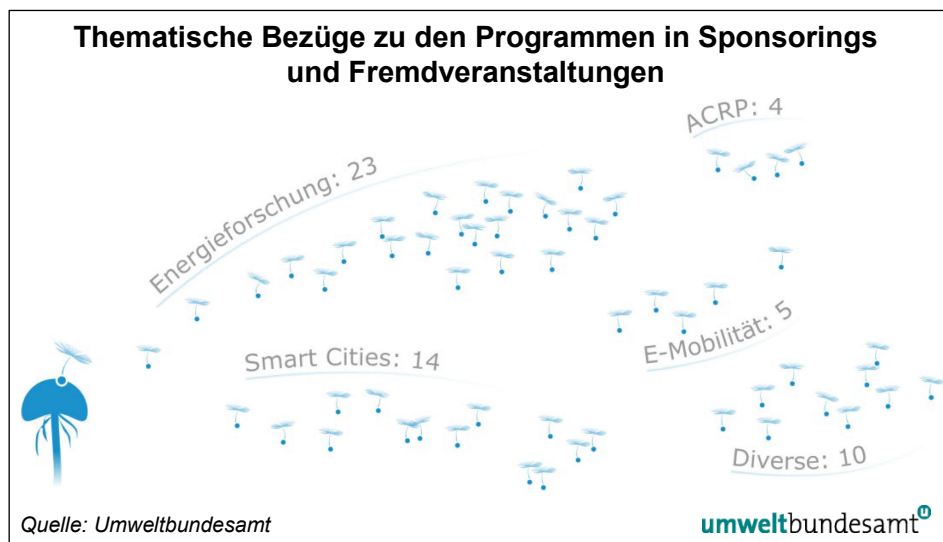 Thematische Bezüge zu den Programmen in Sponsorings
und Fremdveranstaltungen
ACRP: 4
Energieforschung: 23
E-Mobilität: 5
Smart Cities: 14
Diverse: 10
Quelle: Umweltbundesamt
umweltbundesamt
u